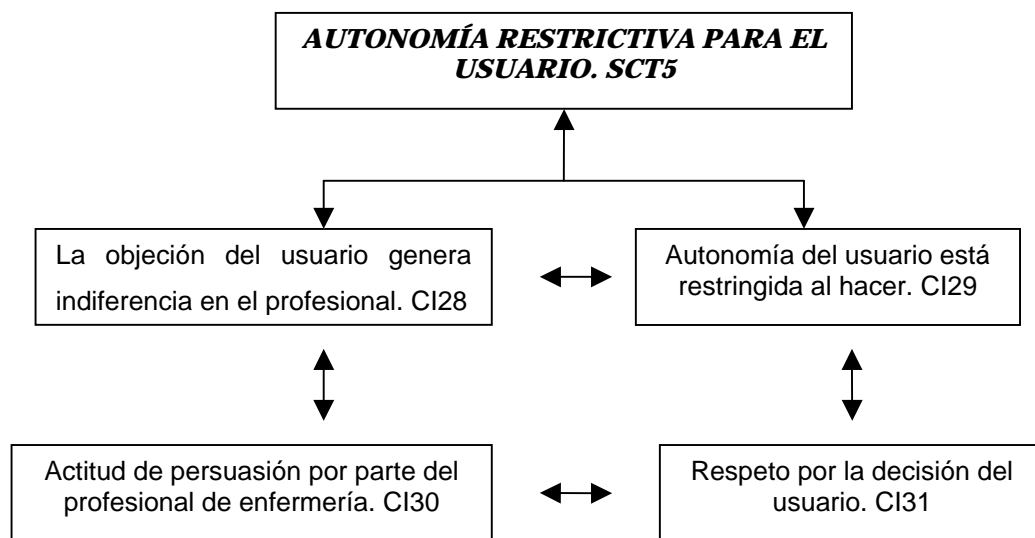 AUTONOMÍA RESTRICTIVA PARA EL
USUARIO. SCT5
La objeción del usuario genera
indiferencia en el profesional. CI28
Autonomía del usuario está
restringida al hacer. CI29
Actitud de persuasión por parte del
profesional de enfermería. CI30
Respeto por la decisión del
usuario. CI31